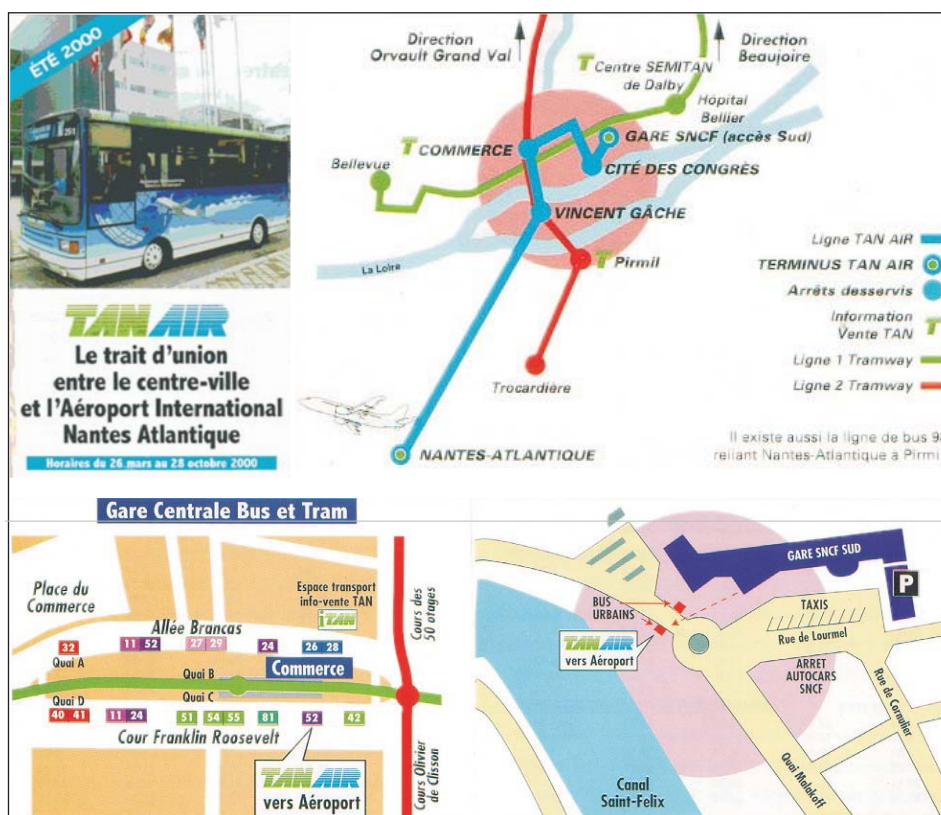 ÉTÉ 2000
TAN AIR
Le trait d'union
entre le centre-ville
et l'Aéroport International
Nantes Atlantique
Horaires du 26 mars au 28 octobre 2000
Direction
Orvault Grand Val
Direction
Beaujoire
T Centre SEMITAN
de Dalby
Hôpital
Bellier
GARE SNCF (accès Sud)
T COMMERCE
Bellevue
CITÉ DES CONGRÈS
VINCENT GÂCHE
La Loire
T Pirmil
Trocardière
NANTES-ATLANTIQUE
Ligne TAN AIR
TERMINUS TAN AIR
Arrêts desservis
Information
Vente TAN T
Ligne 1 Tramway
Ligne 2 Tramway
Il existe aussi la ligne de bus
reliant Nantes-Atlantique à
Gare Centrale Bus et Tram
Place du
Commerce
Espace transport
info-vente TAN
iTAN
Cours des
50 otages
Allée Brancas
32 11 52 27 29 24 26 28
Quai A
Quai B
Commerce
Quai C
Quai D
40 41 11 24 51 54 55 81 52 42
Cour Franklin Roosevelt
TAN AIR
vers Aéroport
Cours Olivier
de Clisson
GARE SNCF SUD
P
BUS
URBAINS
TAXIS
Rue de Lourmel
TAN AIR
vers Aéroport
ARRET
AUTOCARS
SNCF
Rue de Cornulier
Quai Malakoff
Canal
Saint-Felix